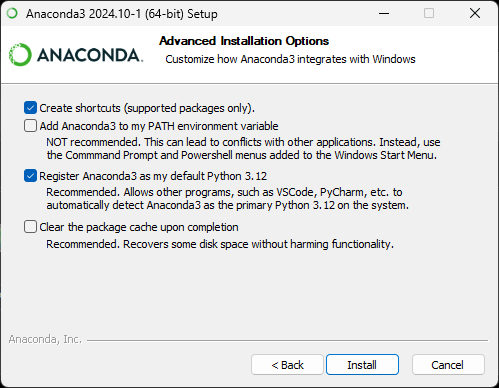 Anaconda3 2024.10-1 (64-bit) Setup
ANACONDA.
Advanced Installation Options
Customize how Anaconda3 integrates with Windows
Create shortcuts (supported packages only).
Add Anaconda3 to my PATH environment variable
NOT recommended. This can lead to conflicts with other applications. Instead, use
the Commmand Prompt and Powershell menus added to the Windows Start Menu.
Register Anaconda3 as my default Python 3.12
Recommended. Allows other programs, such as VSCode, PyCharm, etc. to
automatically detect Anaconda3 as the primary Python 3.12 on the system.
Clear the package cache upon completion
Recommended. Recovers some disk space without harming functionality.
Anaconda, Inc.
< Back
Install
Cancel